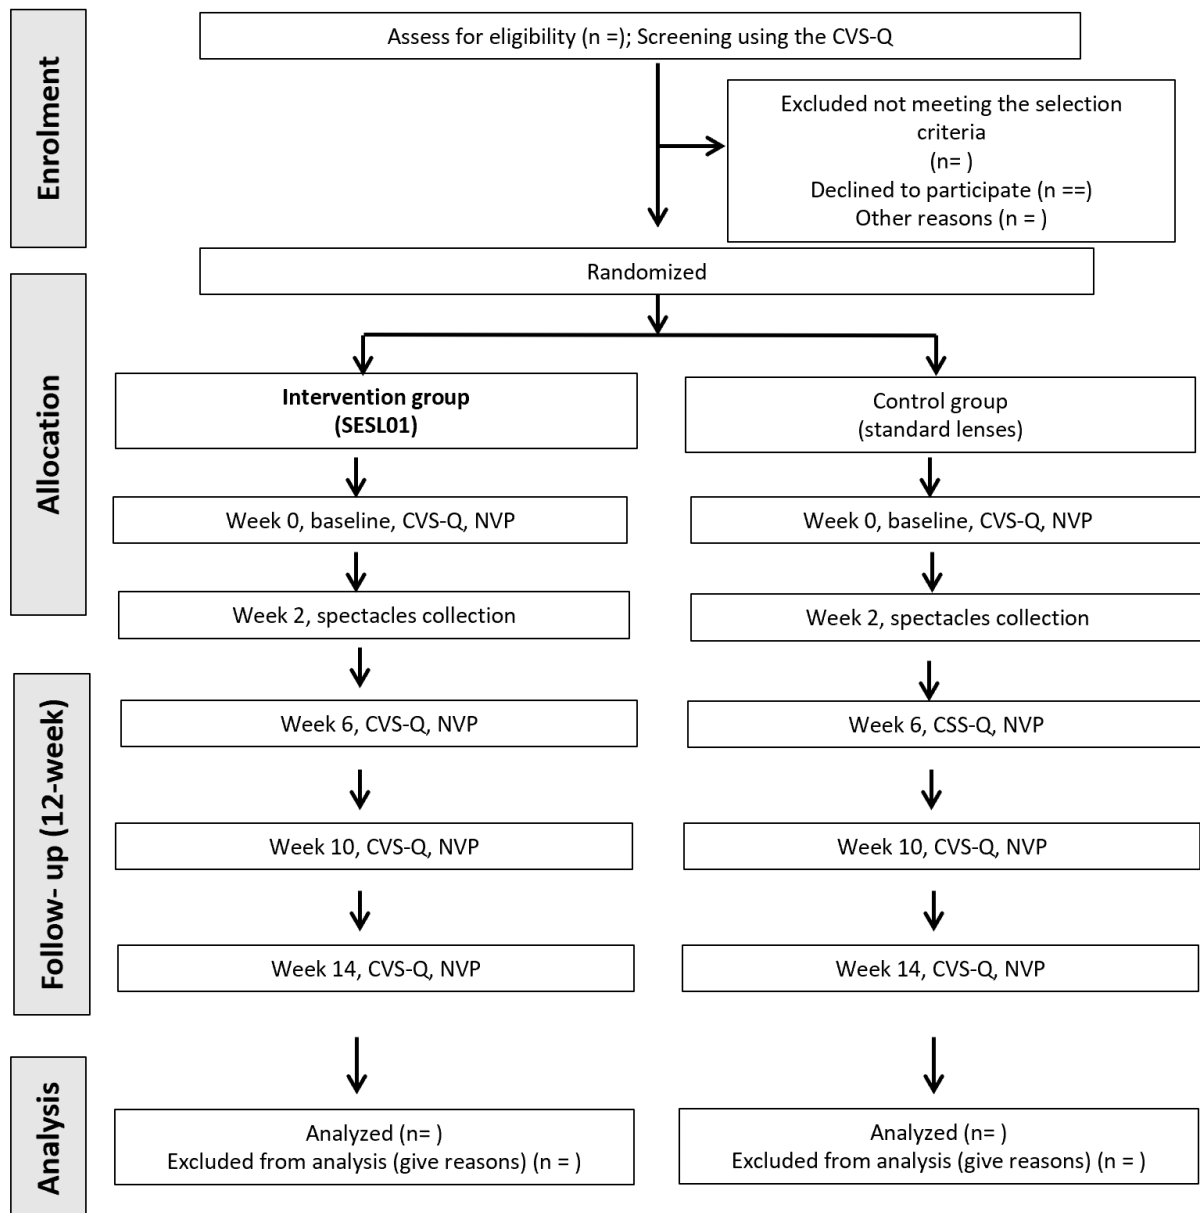 Enrolment
Assess for eligibility (n =); Screening using the CVS-Q
Excluded not meeting the selection
criteria
(n= )
Declined to participate (n ==)
Other reasons (n = )
Randomized
Allocation
Intervention group
(SESL01)
Control group
(standard lenses)
Week 0, baseline, CVS-Q, NVP
Week 0, baseline, CVS-Q, NVP
Week 2, spectacles collection
Week 2, spectacles collection
Follow- up (12-week)
Week 6, CVS-Q, NVP
Week 6, CSS-Q, NVP
Week 10, CVS-Q, NVP
Week 10, CVS-Q, NVP
Week 14, CVS-Q, NVP
Week 14, CVS-Q, NVP
Analysis
Analyzed (n= )
Excluded from analysis (give reasons) (n = )
Analyzed (n= )
Excluded from analysis (give reasons) (n = )